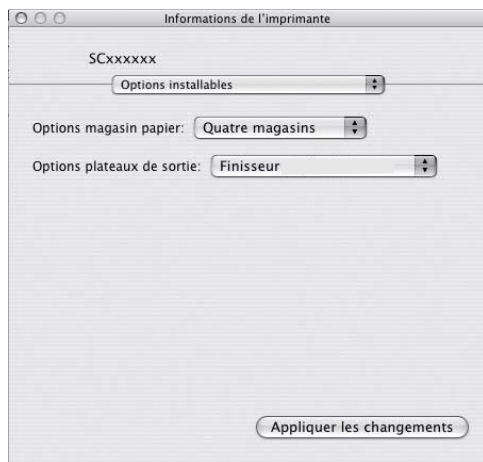 Informations de l'imprimante
SCxxxxxx
Options installables
Options magasin papier: Quatre magasins
Options plateaux de sortie: Finisseur
Appliquer les changements